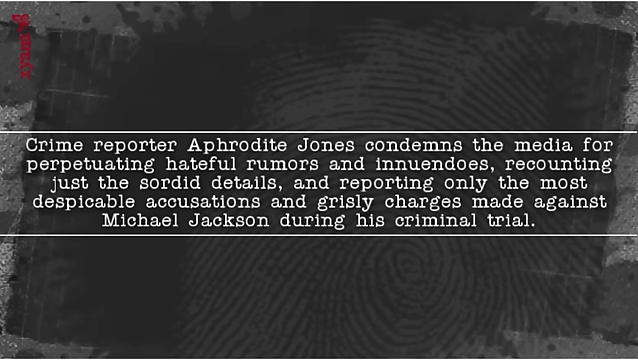 Crime reporter Aphrodite Jones condemns the media for
perpetuating hateful rumors and innuendoes, recounting
just the sordid details, and reporting only the most
despicable accusations and grisly charges made against
Michael Jackson during his criminal trial.